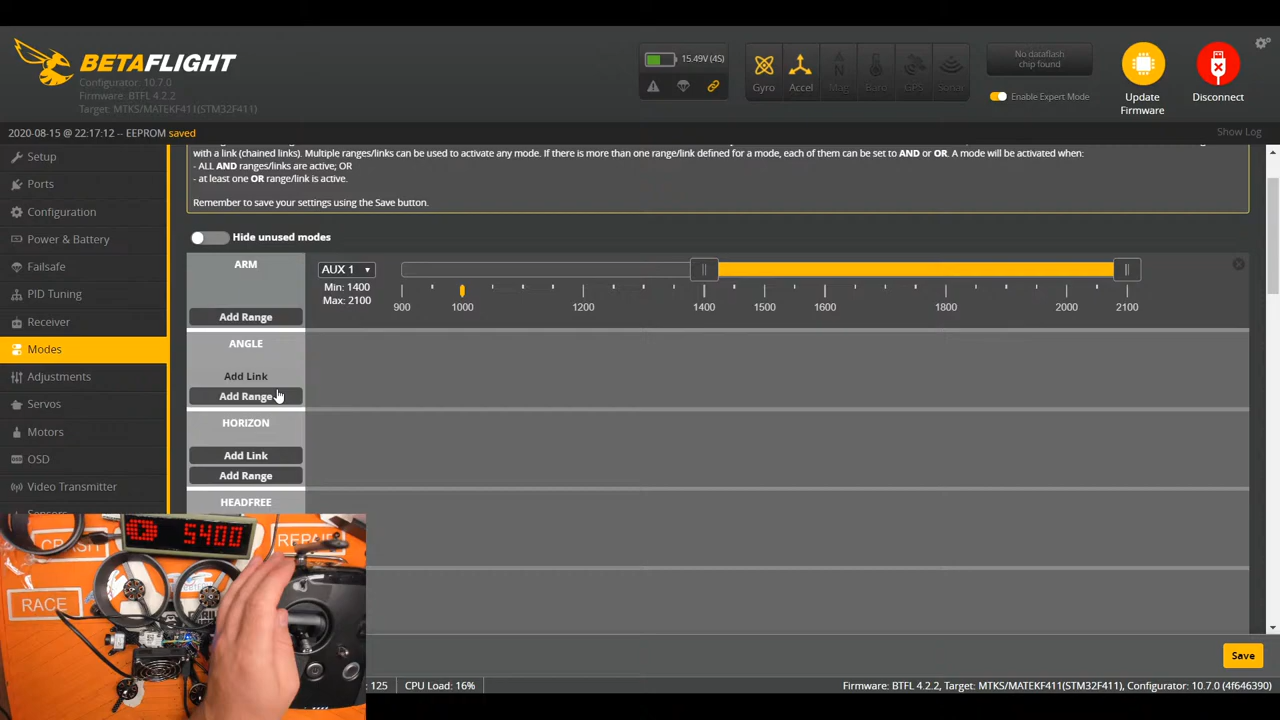 BETAFLIGHT
Configurator: 10.7.0
Firmware: BTFL 4.2.2
Target: MTKS/MATEKF411(STM32F411)
15.49V (4S)
Gyro
Accel
Mag
Baro
GPS
Sonar
No dataflash
chip found
Enable Expert Mode
Update
Firmware
Disconnect
2020-08-15 @ 22:17:12 -- EEPROM saved
Show Log
Setup
Ports
Configuration
Power & Battery
Failsafe
PID Tuning
Receiver
Modes
Adjustments
Servos
Motors
OSD
Video Transmitter
with a link (chained links). Multiple ranges/links can be used to activate any mode. If there is more than one range/link defined for a mode, each of them can be set to AND or OR. A mode will be activated when:
- ALL AND ranges/links are active; OR
- at least one OR range/link is active.
Remember to save your settings using the Save button.
Hide unused modes
ARM
Add Range
AUX 1
Min: 1400
Max: 2100
900 1000 1200 1400 1500 1600 1800 2000 2100
ANGLE
Add Link
Add Range
HORIZON
Add Link
Add Range
HEADFREE
CRASH
5400
REPAIR
RACE
Save
125
CPU Load: 16%
Firmware: BTFL 4.2.2, Target: MTKS/MATEKF411(STM32F411), Configurator: 10.7.0 (4f646390)